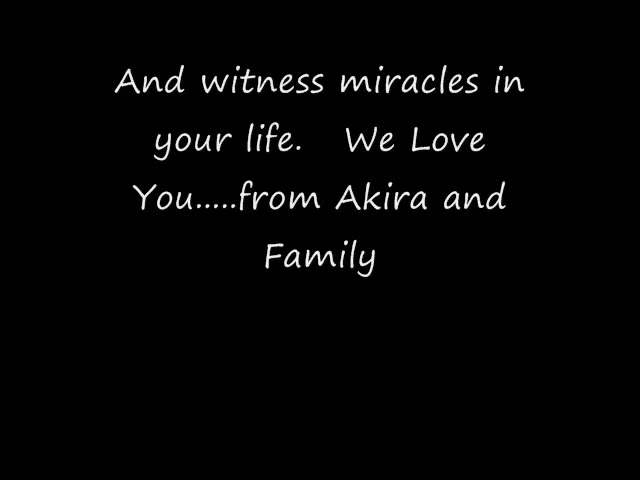 And witness miracles in
your life.   We Love
You.....from Akira and
Family